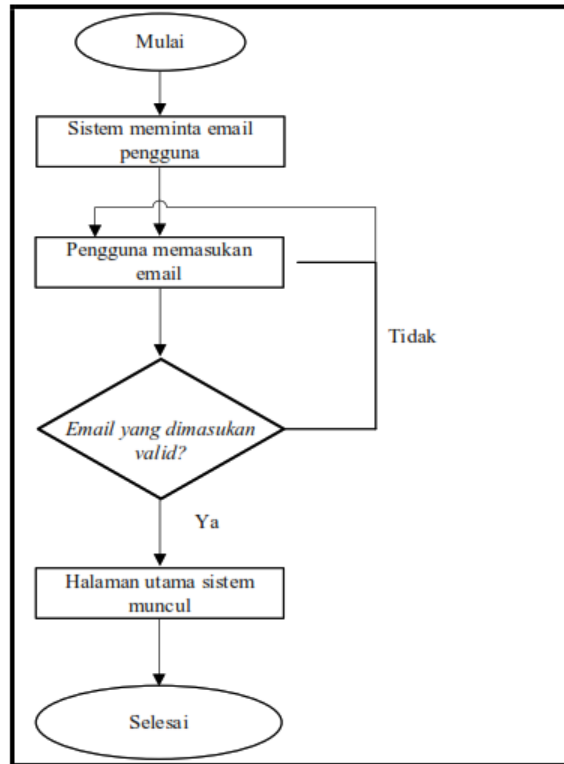 Mulai
Sistem meminta email
pengguna
Pengguna memasukan
email
Tidak
Email yang dimasukan
valid?
Ya
Halaman utama sistem
muncul
Selesai